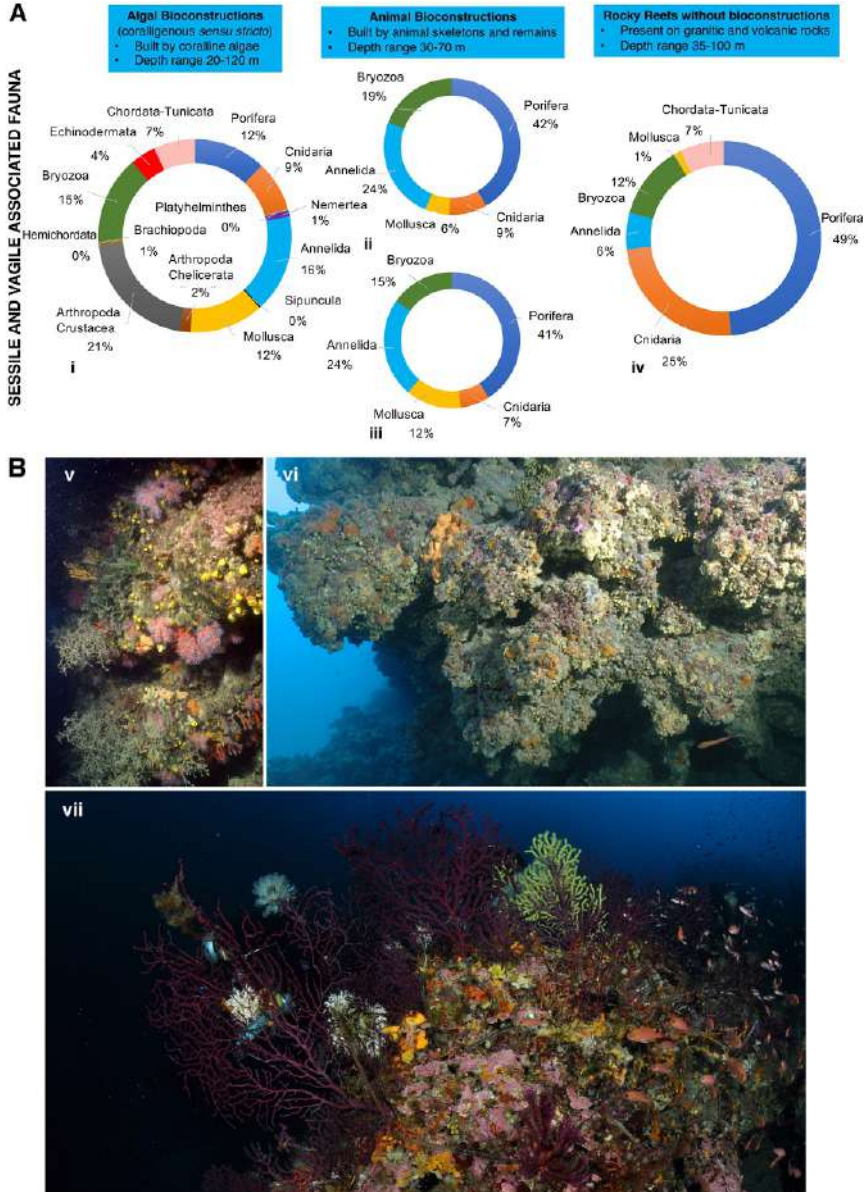 A
Algal Bioconstructions
(coralligenous sensu stricto)
• Built by coralline algae
• Depth range 20-120 m
Animal Bioconstructions
• Built by animal skeletons and remains
• Depth range 30-70 m
Rocky Reets without bioconstructions
• Present on granitic and volcanic rocks
• Depth range 35-100 m
SESSILE AND VAGILE ASSOCIATED FAUNA
Chordata-Tunicata
7%
Echinodermata
4%
Bryozoa
15%
Hemichordata
0%
Brachiopoda
1%
Platyhelminthes
0%
Arthropoda
Chelicerata
2%
Arthropoda
Crustacea
21%
Porifera
12%
Cnidaria
9%
Nemertea
1%
Annelida
16%
Sipuncula
0%
Mollusca
12%
i
Bryozoa
19%
Porifera
42%
Annelida
24%
Mollusca 6%
Cnidaria
9%
ii
Bryozoa
15%
Porifera
41%
Annelida
24%
Mollusca
12%
Cnidaria
7%
iii
Chordata-Tunicata
7%
Mollusca
1%
12%
Bryozoa
Annelida
6%
Porifera
49%
Cnidaria
25%
iv
B
v
vi
vii